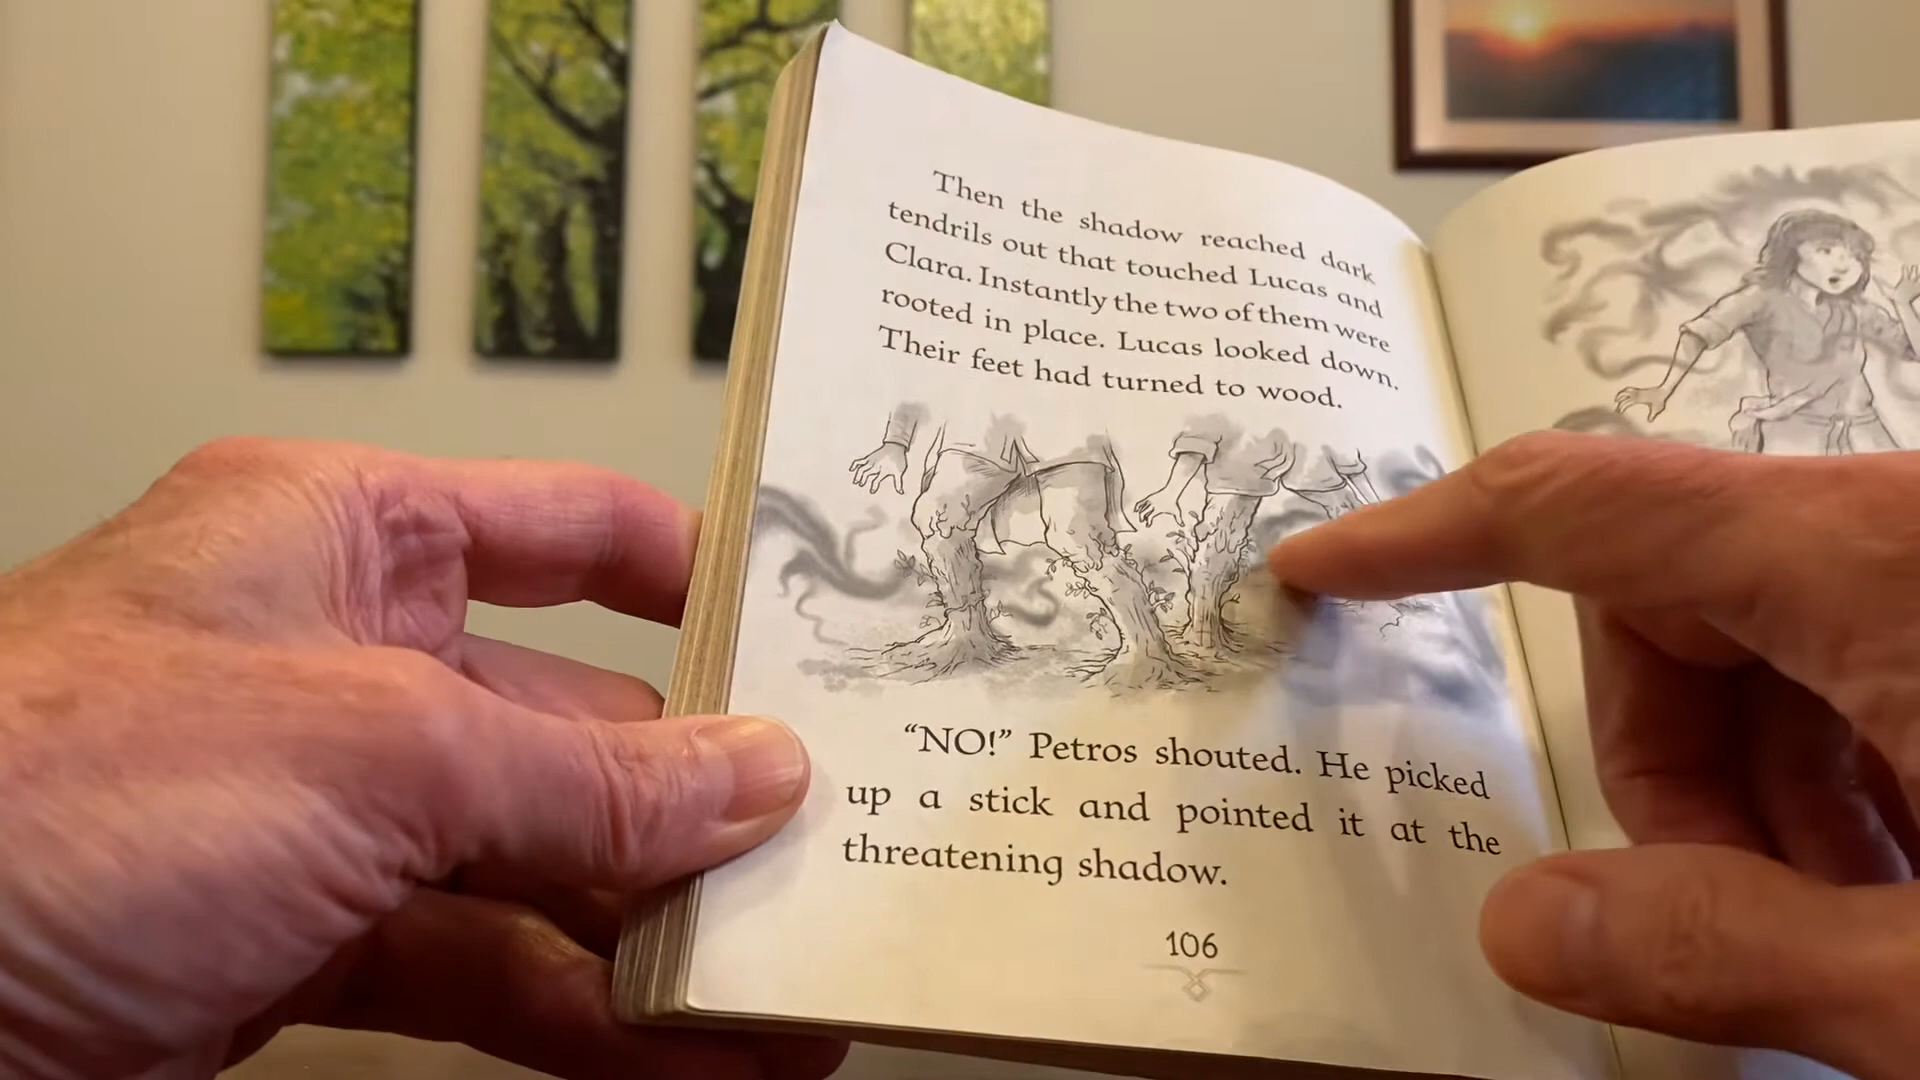 Then the shadow reached dark
tendrils out that touched Lucas and
Clara. Instantly the two of them were
rooted in place. Lucas looked down.
Their feet had turned to wood.
“NO!” Petros shouted. He picked
up a stick and pointed it at the
threatening shadow.
106